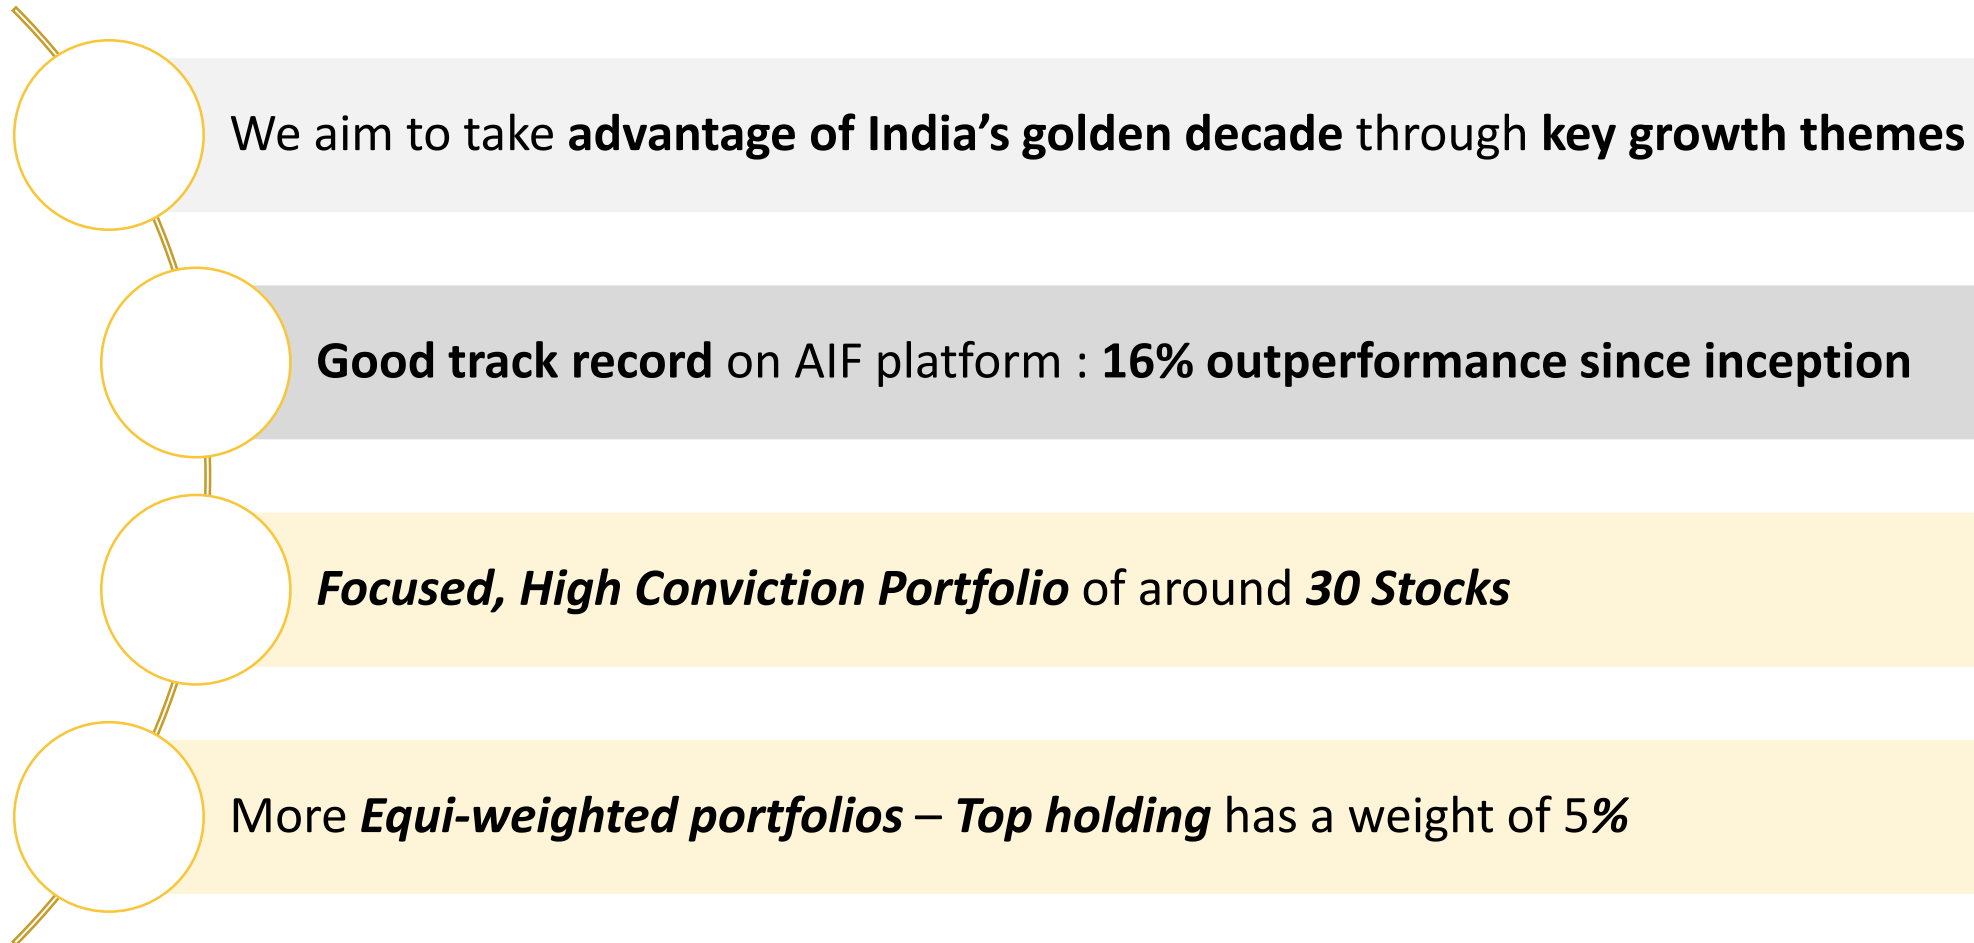 We aim to take advantage of India’s golden decade through key growth themes
Good track record on AIF platform : 16% outperformance since inception
Focused, High Conviction Portfolio of around 30 Stocks
More Equi-weighted portfolios – Top holding has a weight of 5%